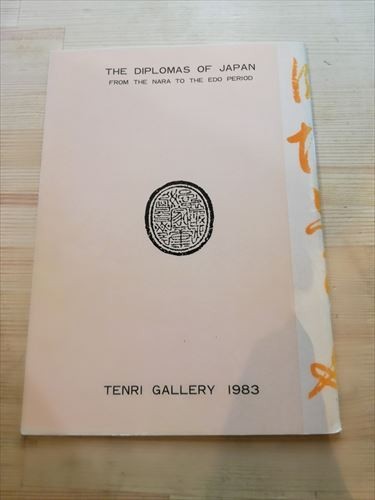 THE DIPLOMAS OF JAPAN
FROM THE NARA TO THE EDO PERIOD
TENRI GALLERY 1983